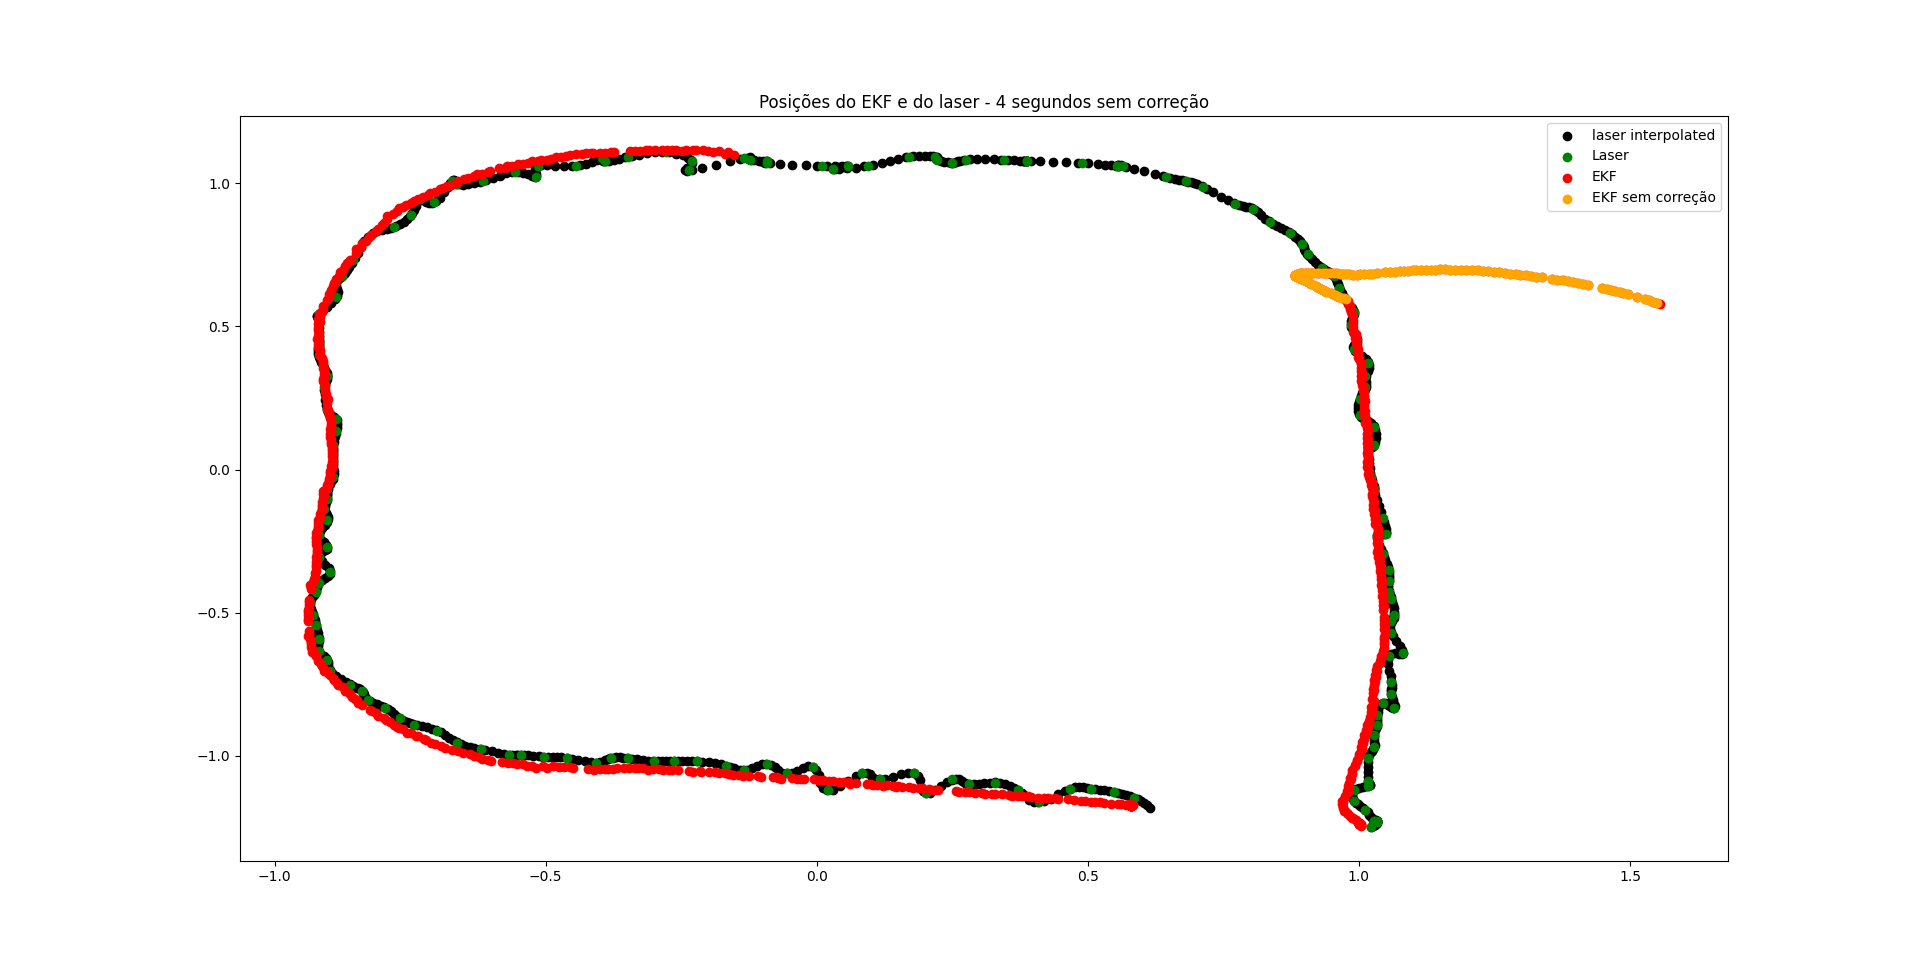 Posições do EKF e do laser - 4 segundos sem correção
laser interpolated
Laser
EKF
EKF sem correção
1.0
0.5
0.0
−0.5
−1.0
−1.0 −0.5 0.0 0.5 1.0 1.5